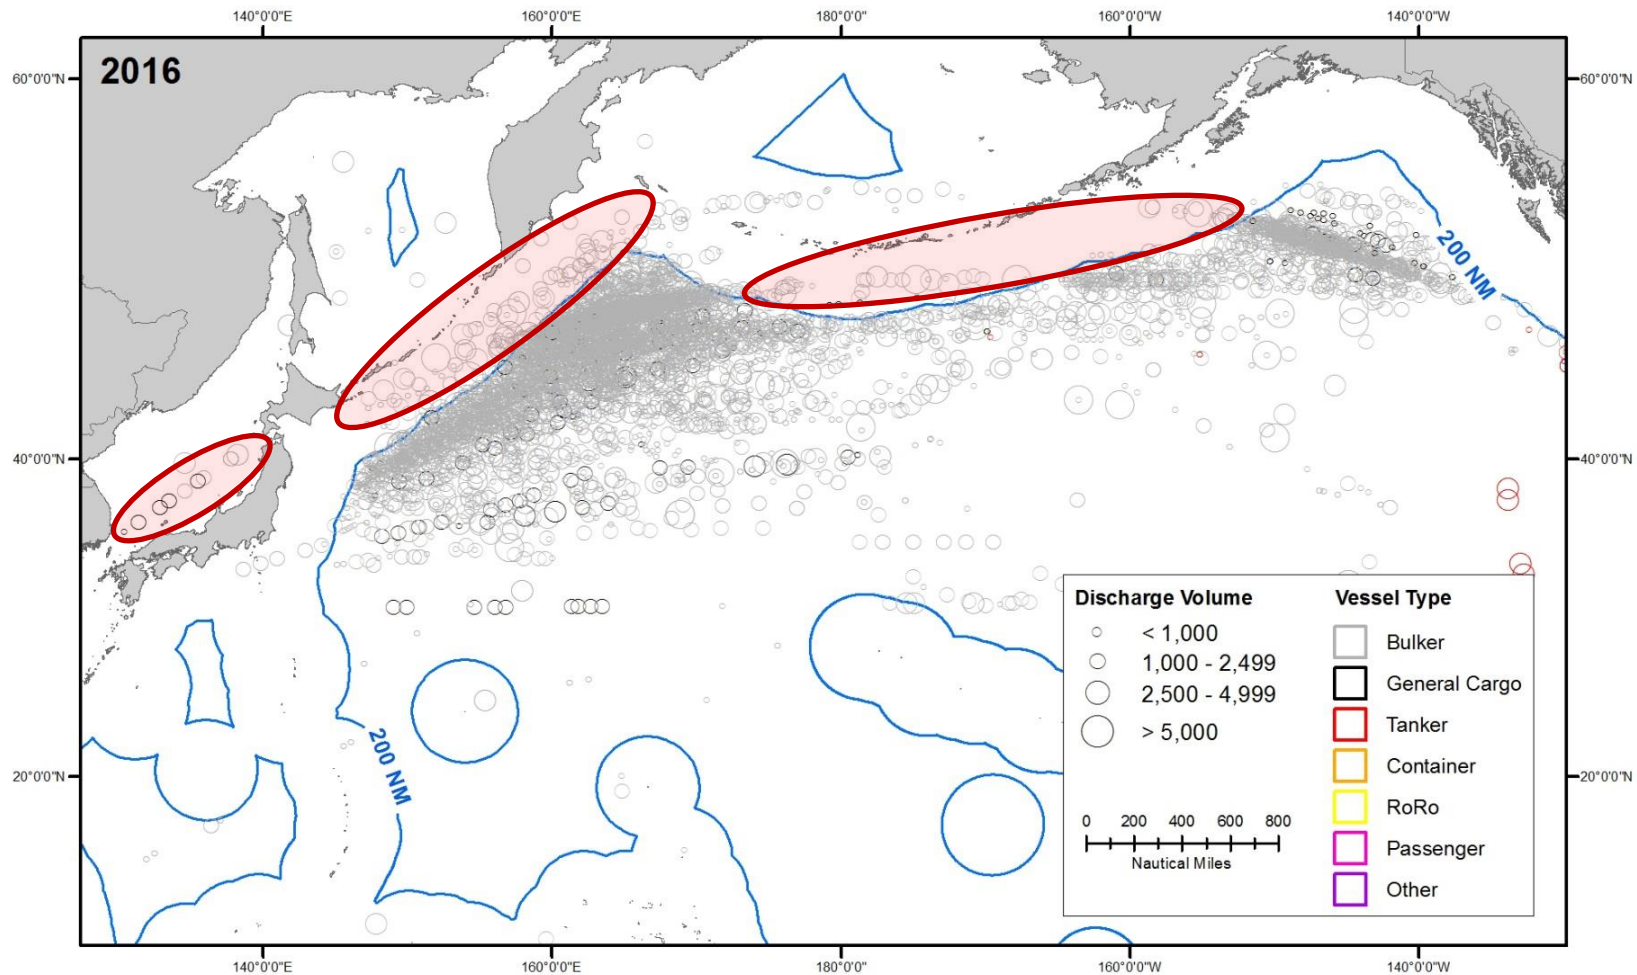 140°0'0"E 160°0'0"E 180°0'0" 160°0'0"W 140°0'0"W
2016
60°0'0"N 60°0'0"N
200 NM
40°0'0"N 40°0'0"N
Discharge Volume
< 1,000
1,000 - 2,499
2,500 - 4,999
> 5,000
Vessel Type
Bulker
General Cargo
Tanker
Container
RoRo
Passenger
Other
200 NM
20°0'0"N 20°0'0"N
0 200 400 600 800
Nautical Miles
140°0'0"E 160°0'0"E 180°0'0" 160°0'0"W 140°0'0"W